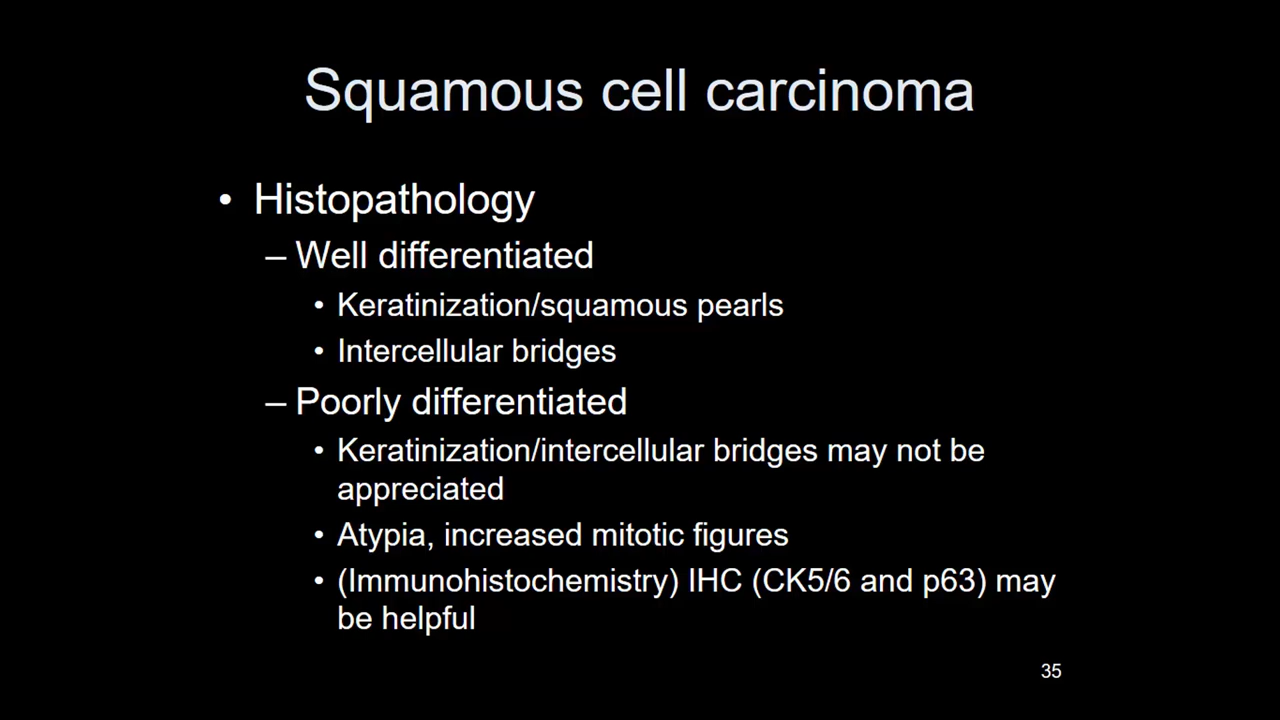 Squamous cell carcinoma
• Histopathology
– Well differentiated
• Keratinization/squamous pearls
• Intercellular bridges
– Poorly differentiated
• Keratinization/intercellular bridges may not be
appreciated
• Atypia, increased mitotic figures
• (Immunohistochemistry) IHC (CK5/6 and p63) may
be helpful
35